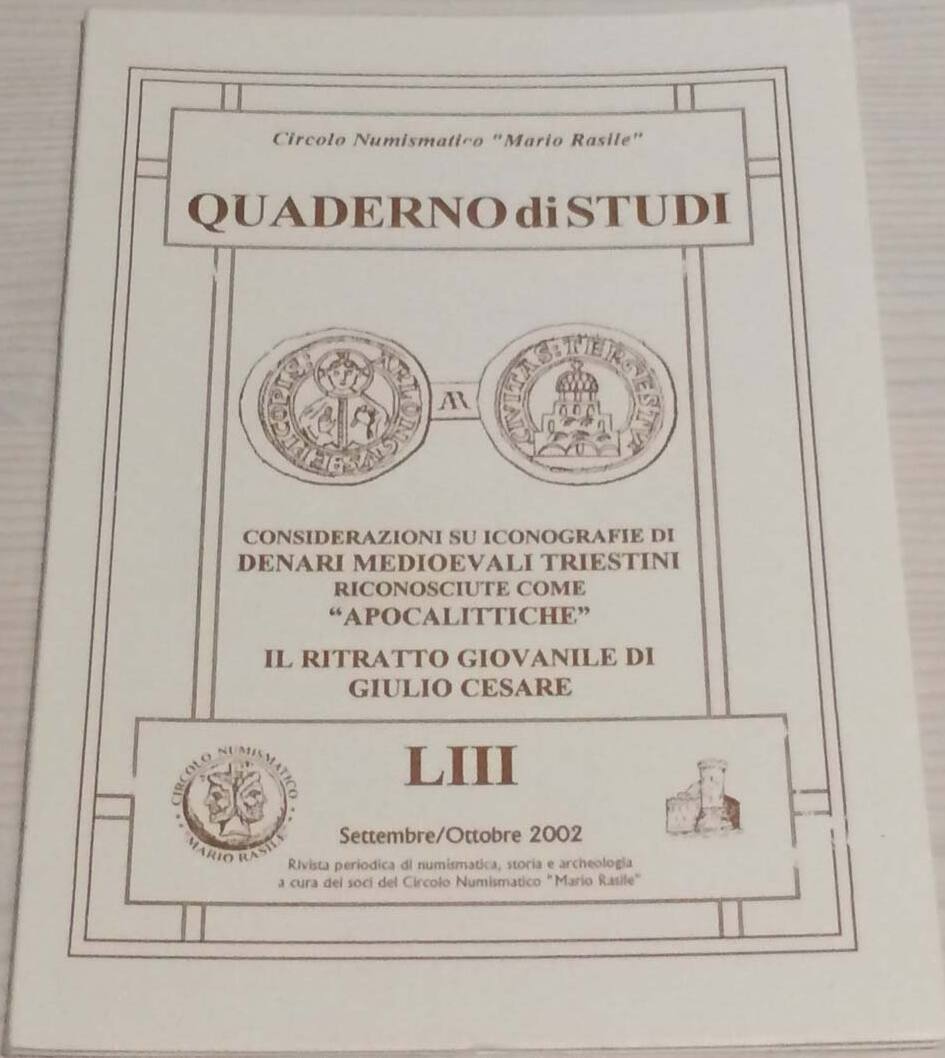 Circolo Numismatico "Mario Rasile"
QUADERNO di STUDI
CIVITAS:TERGESTVM
AR
CONSIDERAZIONI SU ICONOGRAFIE DI
DENARI MEDIOEVALI TRIESTINI
RICONOSCIUTE COME
“APOCALITTICHE”
IL RITRATTO GIOVANILE DI
GIULIO CESARE
LIII
CIRCOLO NUMISMATICO
MARIO RASILE
Settembre/Ottobre 2002
Rivista periodica di numismatica, storia e archeologia
a cura dei soci del Circolo Numismatico "Mario Rasile"